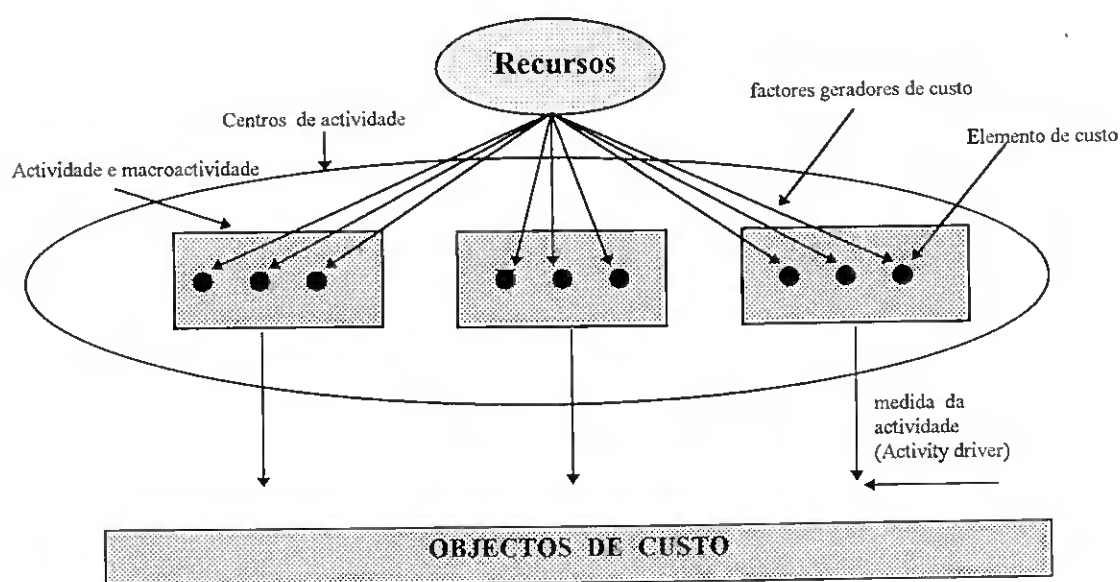 Recursos
factores geradores de custo
Centros de actividade
Elemento de custo
Actividade e macroactividade
medida da
actividade
(Activity driver)
OBJECTOS DE CUSTO